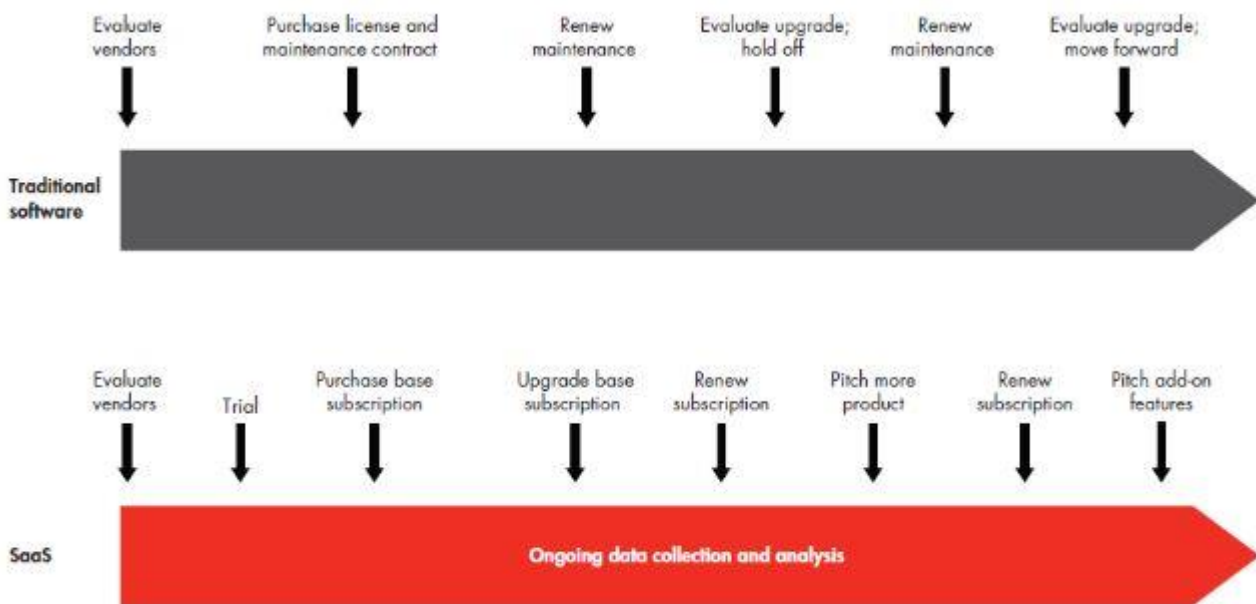 Evaluate
vendors
Purchase license and
maintenance contract
Renew
maintenance
Evaluate upgrade;
hold off
Renew
maintenance
Evaluate upgrade;
move forward
Traditional
software
Evaluate
vendors
Trial
Purchase base
subscription
Upgrade base
subscription
Renew
subscription
Pitch more
product
Renew
subscription
Pitch add-on
features
SaaS
Ongoing data collection and analysis